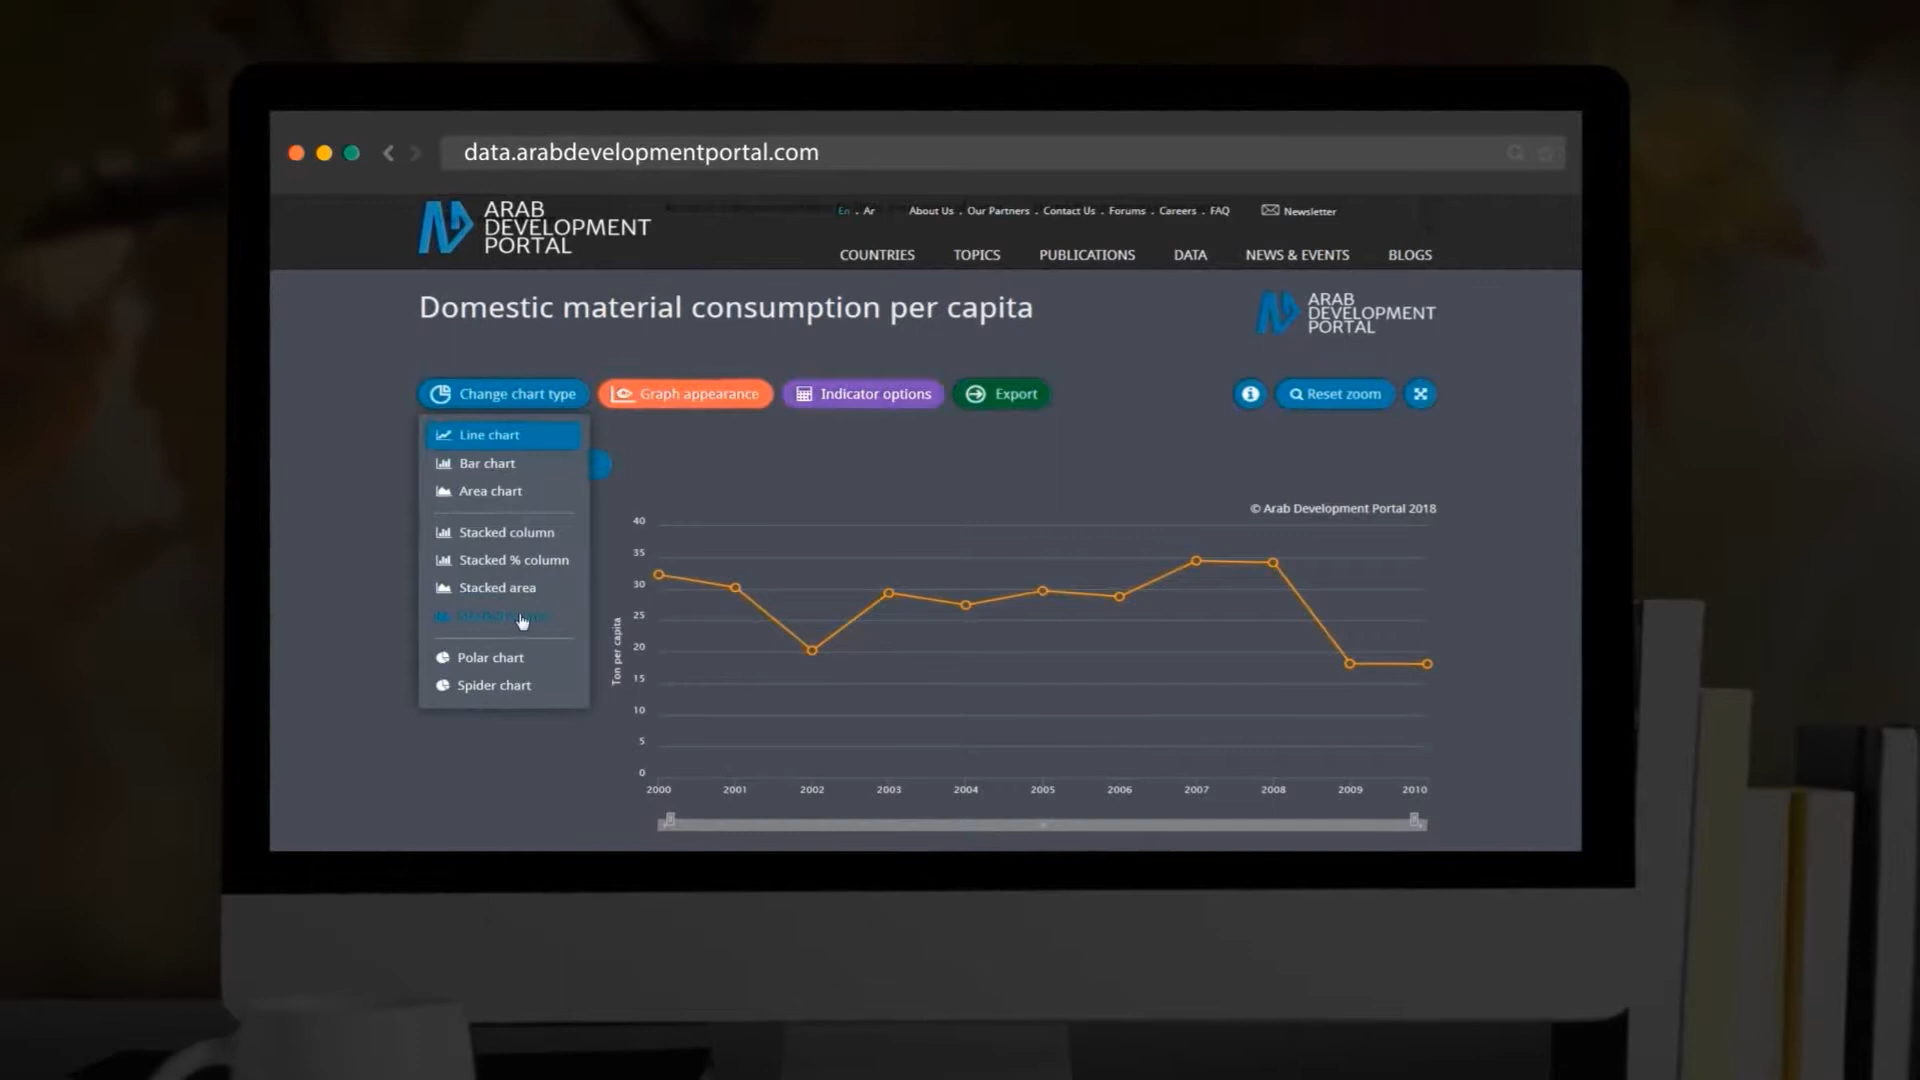 data.arabdevelopmentportal.com
ARAB
DEVELOPMENT
PORTAL
En . Ar
About Us . Our Partners . Contact Us . Forums . Careers . FAQ
Newsletter
COUNTRIES TOPICS PUBLICATIONS DATA NEWS & EVENTS BLOGS
Domestic material consumption per capita
ARAB
DEVELOPMENT
PORTAL
Change chart type
Graph appearance
Indicator options
Export
Reset zoom
Line chart
Bar chart
Area chart
Stacked column
Stacked % column
Stacked area
Polar chart
Spider chart
© Arab Development Portal 2018
Ton per capita
40
35
30
25
20
15
10
5
0
2000 2001 2002 2003 2004 2005 2006 2007 2008 2009 2010